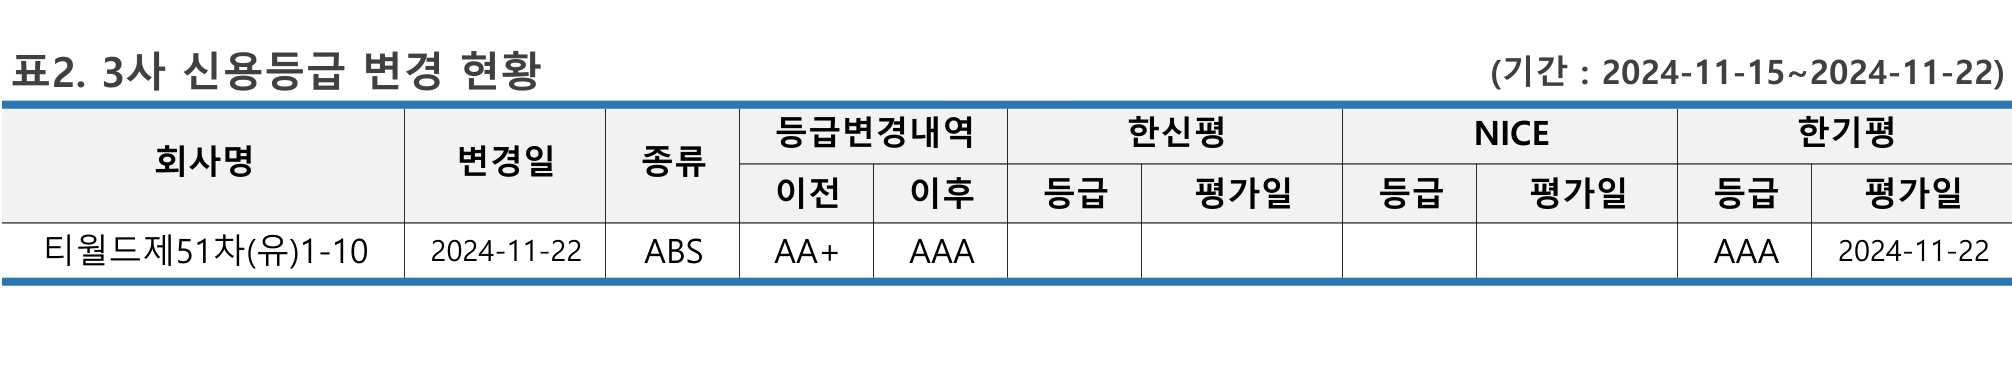 표2. 3사 신용등급 변경 현황 (기간 : 2024-11-15~2024-11-22)
회사명 변경일 종류 등급변경내역 한신평 NICE 한기평
이전 이후 등급 평가일 등급 평가일 등급 평가일
티월드제51차(유)1-10 2024-11-22 ABS AA+ AAA AAA 2024-11-22